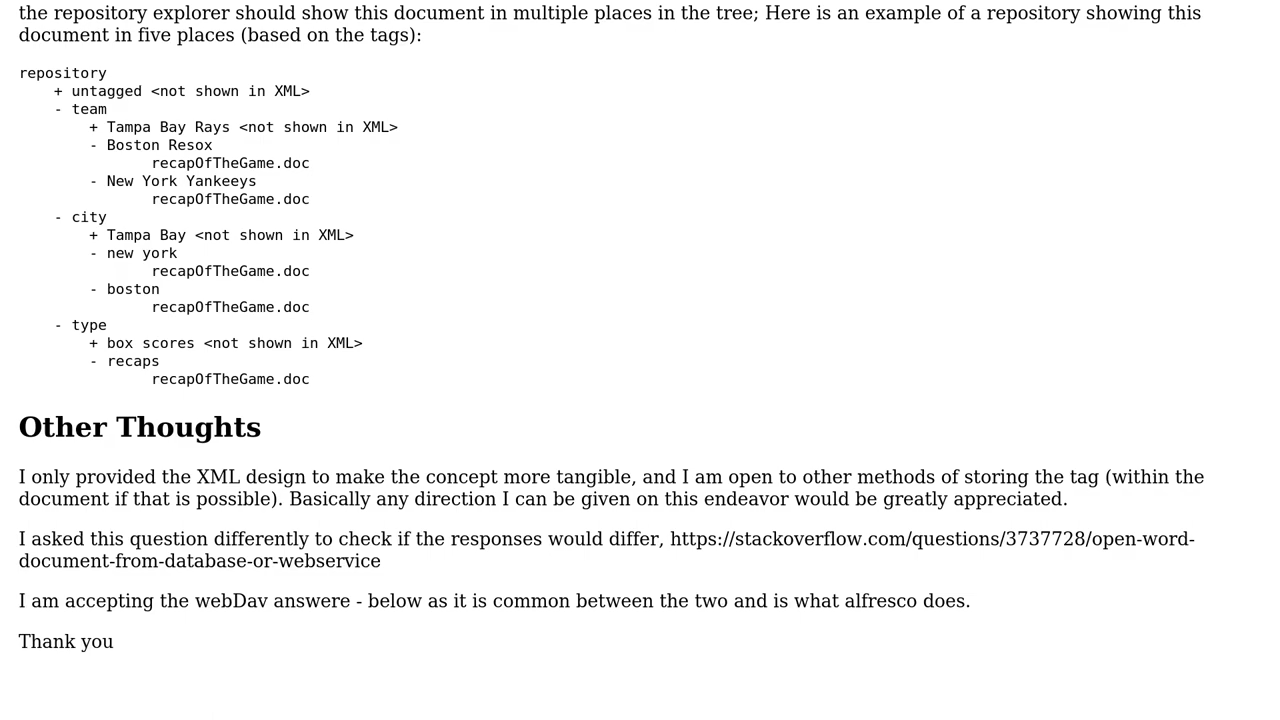 the repository explorer should show this document in multiple places in the tree; Here is an example of a repository showing this
document in five places (based on the tags):
repository
    + untagged <not shown in XML>
    - team
        + Tampa Bay Rays <not shown in XML>
        - Boston Resox
               recapOfTheGame.doc
        - New York Yankeeys
               recapOfTheGame.doc
    - city
        + Tampa Bay <not shown in XML>
        - new york
               recapOfTheGame.doc
        - boston
               recapOfTheGame.doc
    - type
        + box scores <not shown in XML>
        - recaps
               recapOfTheGame.doc
Other Thoughts
I only provided the XML design to make the concept more tangible, and I am open to other methods of storing the tag (within the
document if that is possible). Basically any direction I can be given on this endeavor would be greatly appreciated.
I asked this question differently to check if the responses would differ, https://stackoverflow.com/questions/3737728/open-word-
document-from-database-or-webservice
I am accepting the webDav answere - below as it is common between the two and is what alfresco does.
Thank you